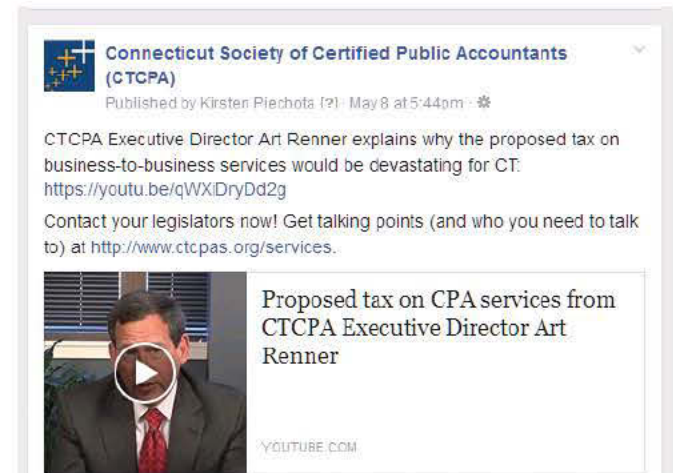 Connecticut Society of Certified Public Accountants
(CTCPA)
Published by Kirsten Piechota [?] · May 8 at 5:44pm ·
CTCPA Executive Director Art Renner explains why the proposed tax on
business-to-business services would be devastating for CT:
https://youtu.be/qWXiDryDd2g
Contact your legislators now! Get talking points (and who you need to talk
to) at http://www.ctcpas.org/services.
Proposed tax on CPA services from
CTCPA Executive Director Art
Renner
YOUTUBE.COM